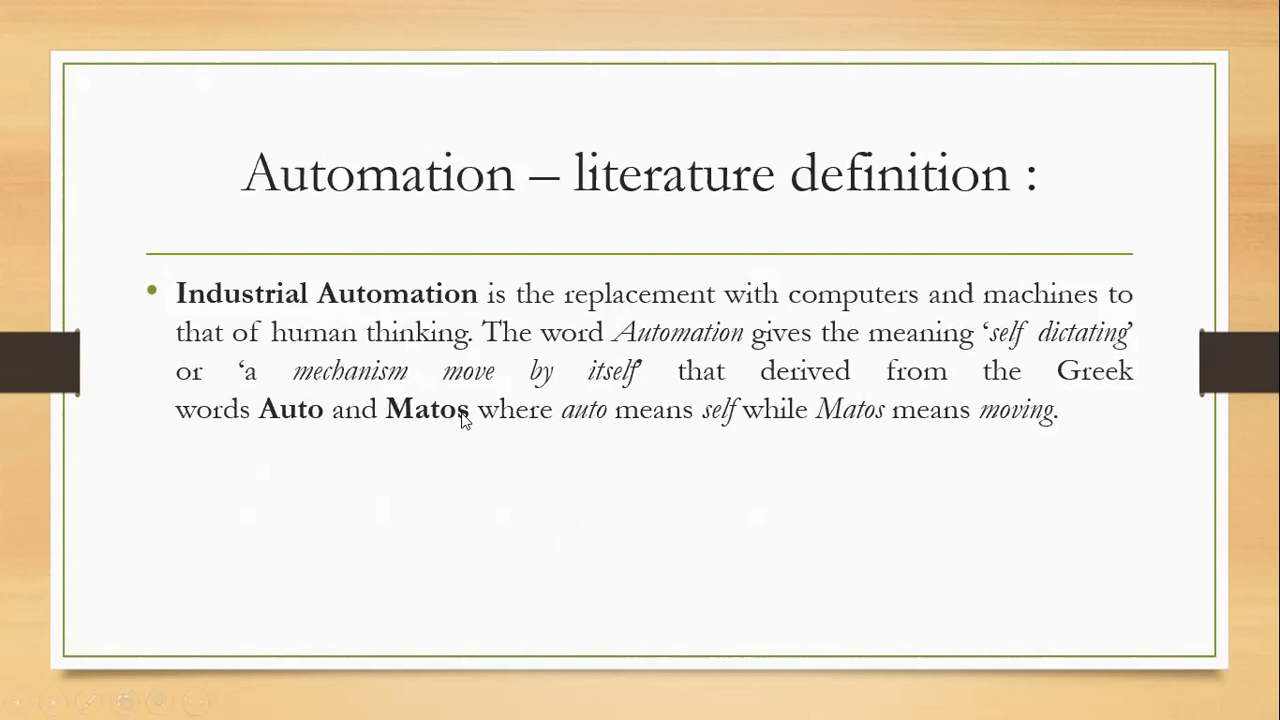 Automation – literature definition :
• Industrial Automation is the replacement with computers and machines to
that of human thinking. The word Automation gives the meaning ‘self dictating’
or ‘a mechanism move by itself’ that derived from the Greek
words Auto and Matos where auto means self while Matos means moving.